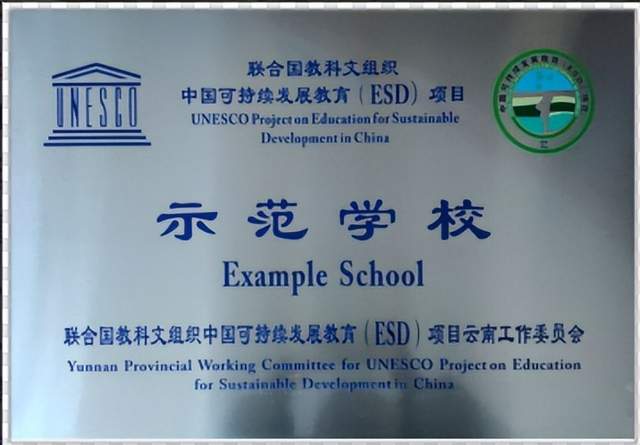 UNESCO
联合国教科文组织
中国可持续发展教育（ESD）项目
UNESCO Project on Education for Sustainable
Development in China
示范学校
Example School
联合国教科文组织中国可持续发展教育（ESD）项目云南工作委员会
Yunnan Provincial Working Committee for UNESCO Project on Education
for Sustainable Development in China